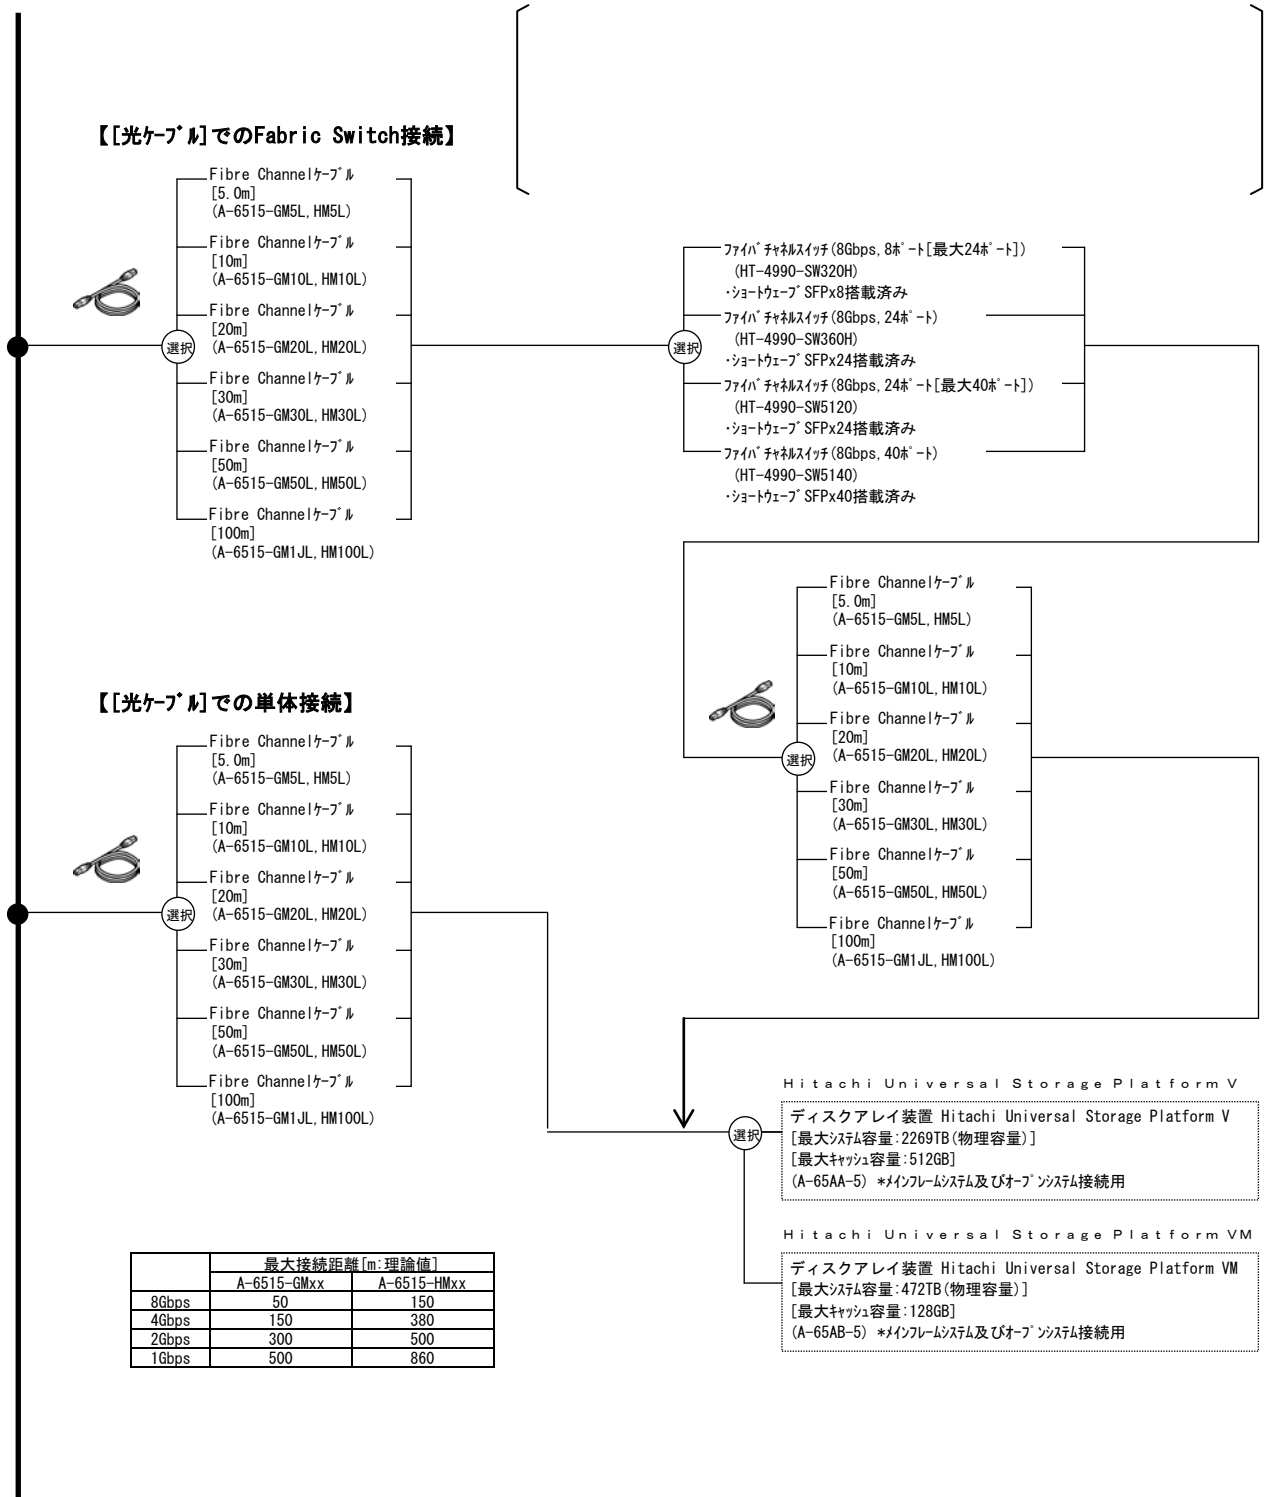 【[光ｹｰﾌﾞﾙ]でのFabric Switch接続】
Fibre Channelｹｰﾌﾞﾙ
[5.0m]
(A-6515-GM5L,HM5L)
Fibre Channelｹｰﾌﾞﾙ
[10m]
(A-6515-GM10L,HM10L)
Fibre Channelｹｰﾌﾞﾙ
[20m]
選択
(A-6515-GM20L,HM20L)
Fibre Channelｹｰﾌﾞﾙ
[30m]
(A-6515-GM30L,HM30L)
Fibre Channelｹｰﾌﾞﾙ
[50m]
(A-6515-GM50L,HM50L)
Fibre Channelｹｰﾌﾞﾙ
[100m]
(A-6515-GM1JL,HM100L)
ﾌｧｲﾊﾞﾁｬﾈﾙｽｲｯﾁ(8Gbps,8ﾎﾟｰﾄ[最大24ﾎﾟｰﾄ])
(HT-4990-SW320H)
･ｼｮｰﾄｳｪｰﾌﾞSFPx8搭載済み
ﾌｧｲﾊﾞﾁｬﾈﾙｽｲｯﾁ(8Gbps,24ﾎﾟｰﾄ)
(HT-4990-SW360H)
選択
･ｼｮｰﾄｳｪｰﾌﾞSFPx24搭載済み
ﾌｧｲﾊﾞﾁｬﾈﾙｽｲｯﾁ(8Gbps,24ﾎﾟｰﾄ[最大40ﾎﾟｰﾄ])
(HT-4990-SW5120)
･ｼｮｰﾄｳｪｰﾌﾞSFPx24搭載済み
ﾌｧｲﾊﾞﾁｬﾈﾙｽｲｯﾁ(8Gbps,40ﾎﾟｰﾄ)
(HT-4990-SW5140)
･ｼｮｰﾄｳｪｰﾌﾞSFPx40搭載済み
Fibre Channelｹｰﾌﾞﾙ
[5.0m]
(A-6515-GM5L,HM5L)
Fibre Channelｹｰﾌﾞﾙ
[10m]
(A-6515-GM10L,HM10L)
Fibre Channelｹｰﾌﾞﾙ
[20m]
選択
(A-6515-GM20L,HM20L)
Fibre Channelｹｰﾌﾞﾙ
[30m]
(A-6515-GM30L,HM30L)
Fibre Channelｹｰﾌﾞﾙ
[50m]
(A-6515-GM50L,HM50L)
Fibre Channelｹｰﾌﾞﾙ
[100m]
(A-6515-GM1JL,HM100L)
【[光ｹｰﾌﾞﾙ]での単体接続】
Fibre Channelｹｰﾌﾞﾙ
[5.0m]
(A-6515-GM5L,HM5L)
Fibre Channelｹｰﾌﾞﾙ
[10m]
(A-6515-GM10L,HM10L)
Fibre Channelｹｰﾌﾞﾙ
[20m]
選択
(A-6515-GM20L,HM20L)
Fibre Channelｹｰﾌﾞﾙ
[30m]
(A-6515-GM30L,HM30L)
Fibre Channelｹｰﾌﾞﾙ
[50m]
(A-6515-GM50L,HM50L)
Fibre Channelｹｰﾌﾞﾙ
[100m]
(A-6515-GM1JL,HM100L)
Ｈｉｔａｃｈｉ Ｕｎｉｖｅｒｓａｌ Ｓｔｏｒａｇｅ Ｐｌａｔｆｏｒｍ Ｖ
選択
ディスクアレイ装置 Hitachi Universal Storage Platform V
[最大ｼｽﾃﾑ容量:2269TB(物理容量)]
[最大ｷｬｯｼｭ容量:512GB]
(A-65AA-5) *ﾒｲﾝﾌﾚｰﾑｼｽﾃﾑ及びｵｰﾌﾟﾝｼｽﾃﾑ接続用
Ｈｉｔａｃｈｉ Ｕｎｉｖｅｒｓａｌ Ｓｔｏｒａｇｅ Ｐｌａｔｆｏｒｍ ＶＭ
ディスクアレイ装置 Hitachi Universal Storage Platform VM
[最大ｼｽﾃﾑ容量:472TB(物理容量)]
[最大ｷｬｯｼｭ容量:128GB]
(A-65AB-5) *ﾒｲﾝﾌﾚｰﾑｼｽﾃﾑ及びｵｰﾌﾟﾝｼｽﾃﾑ接続用
最大接続距離[m:理論値]
A-6515-GMxx A-6515-HMxx
8Gbps 50 150
4Gbps 150 380
2Gbps 300 500
1Gbps 500 860